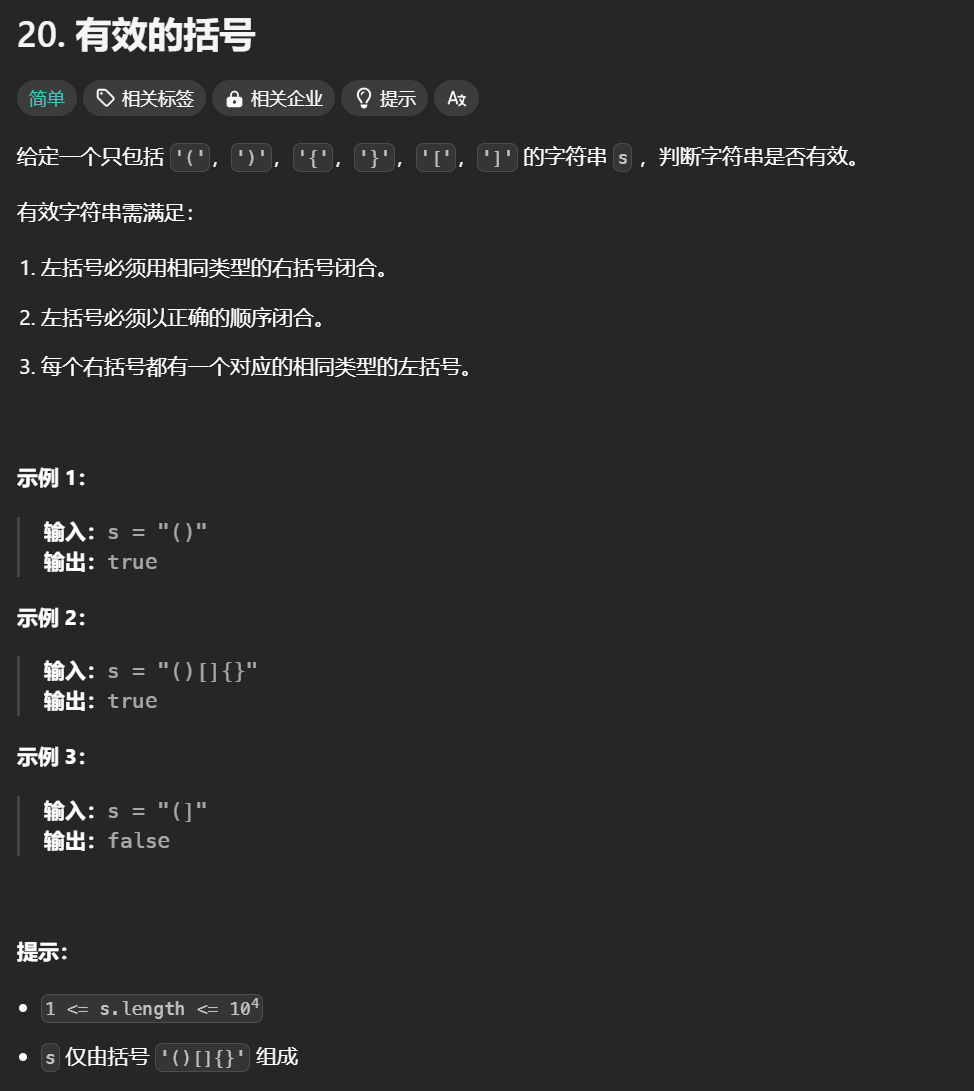 20. 有效的括号
简单 相关标签 相关企业 提示 Aあ
给定一个只包括 '('，')'，'{'，'}'，'['，']' 的字符串 s ，判断字符串是否有效。
有效字符串需满足：
1. 左括号必须用相同类型的右括号闭合。
2. 左括号必须以正确的顺序闭合。
3. 每个右括号都有一个对应的相同类型的左括号。
示例 1：
输入：s = "()"
输出：true
示例 2：
输入：s = "()[]{}"
输出：true
示例 3：
输入：s = "(]"
输出：false
提示：
• 1 <= s.length <= 10⁴
• s 仅由括号 '()[]{}' 组成